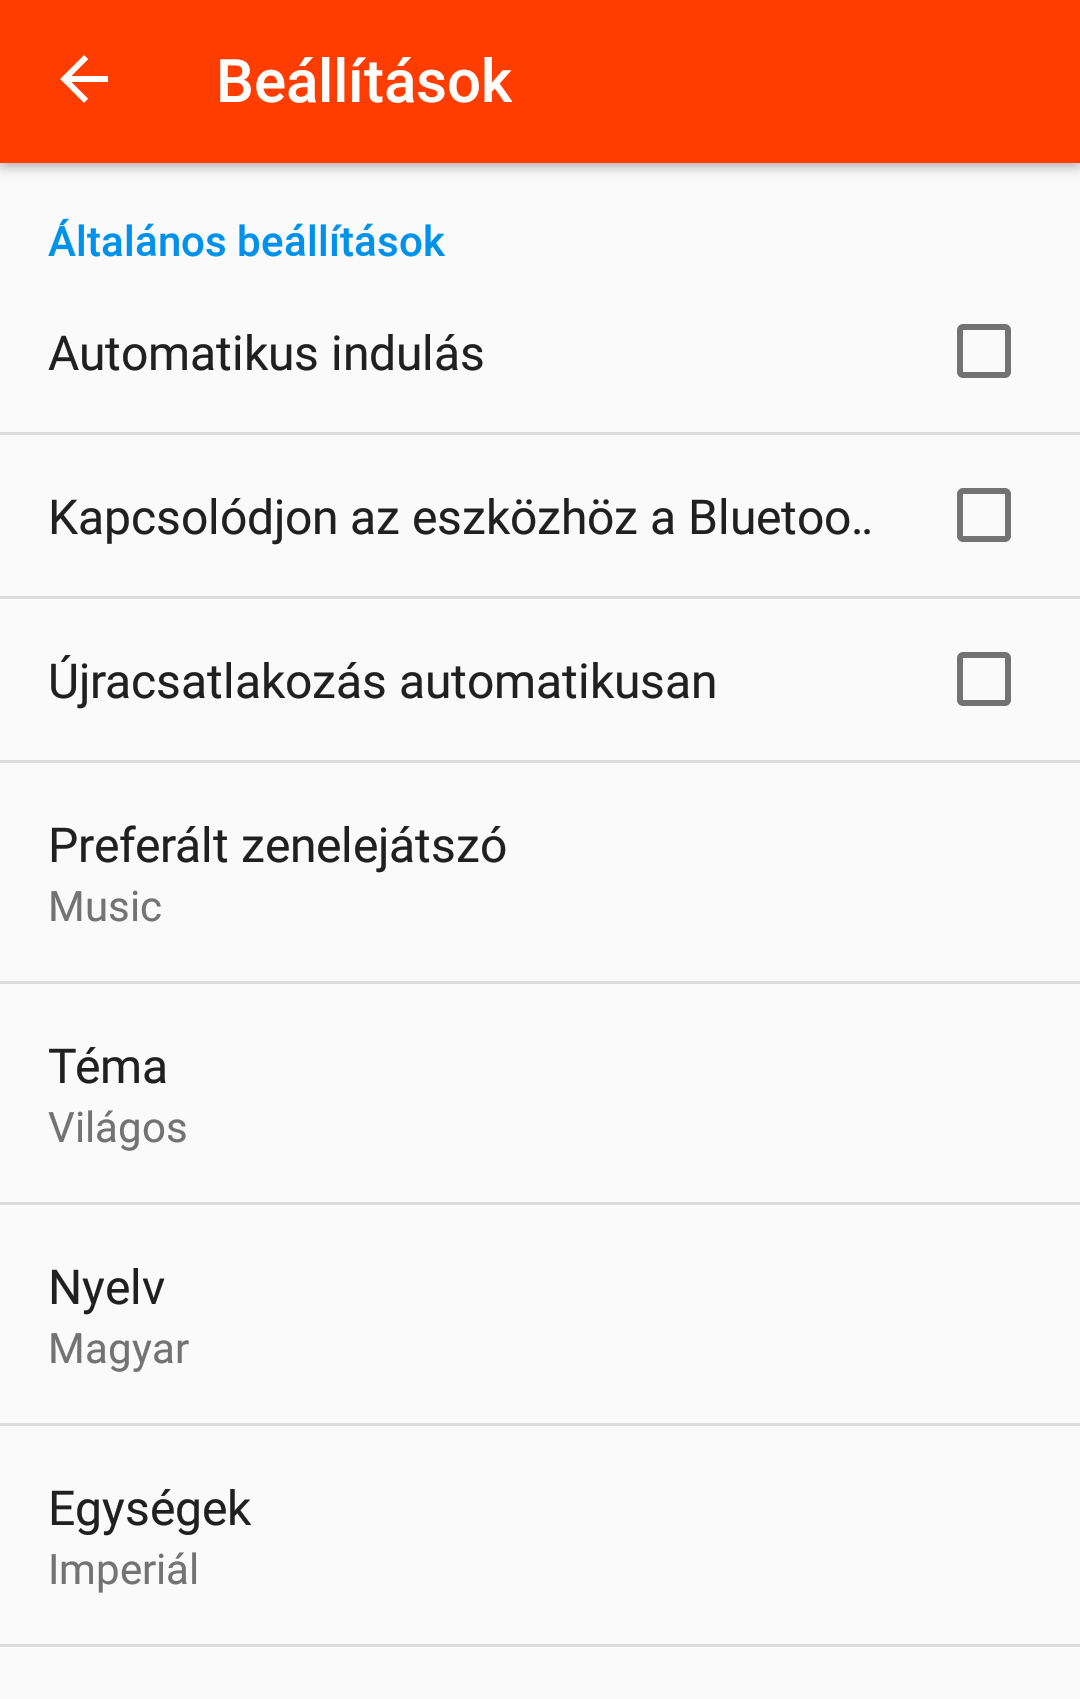 Beállítások
Általános beállítások
Automatikus indulás
Kapcsolódjon az eszközhöz a Bluetoo..
Újracsatlakozás automatikusan
Preferált zenelejátszó
Music
Téma
Világos
Nyelv
Magyar
Egységek
Imperiál